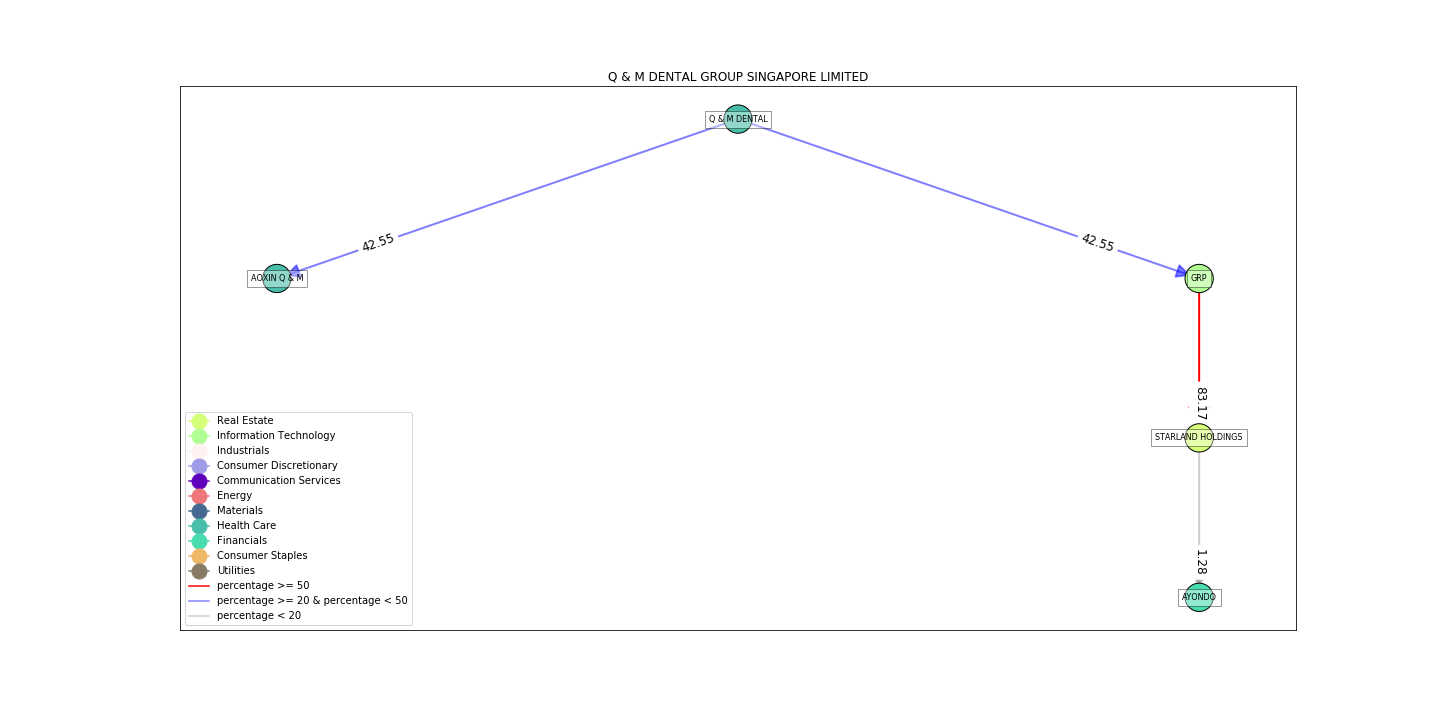 Q & M DENTAL GROUP SINGAPORE LIMITED
Q & M DENTAL
42.55
42.55
AOXIN Q & M
GRP
83.17
STARLAND HOLDINGS
1.28
AYONDO
Real Estate
Information Technology
Industrials
Consumer Discretionary
Communication Services
Energy
Materials
Health Care
Financials
Consumer Staples
Utilities
percentage >= 50
percentage >= 20 & percentage < 50
percentage < 20